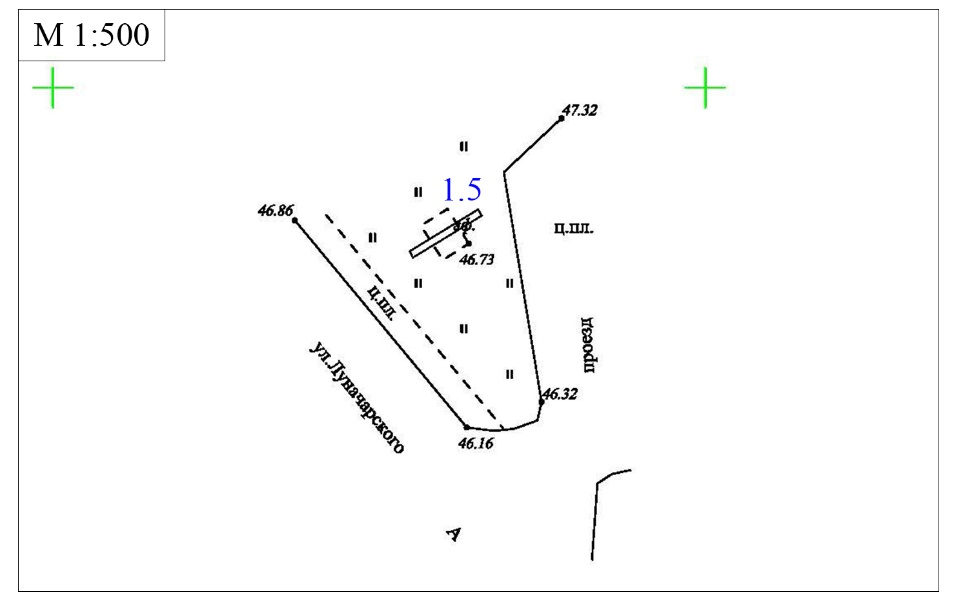 М 1:500
47.32
1.5
46.86
ц.пл.
46.73
ц.пл.
проезд
ул.Луначарского
46.32
46.16
А